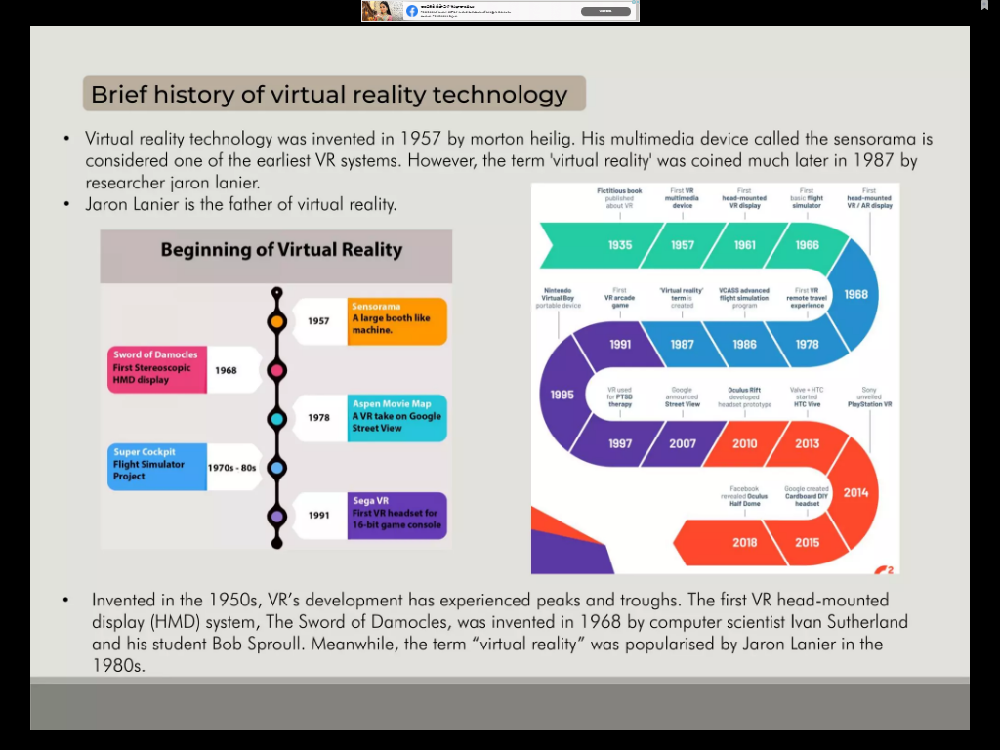 Brief history of virtual reality technology
• Virtual reality technology was invented in 1957 by morton heilig. His multimedia device called the sensorama is
considered one of the earliest VR systems. However, the term 'virtual reality' was coined much later in 1987 by
researcher jaron lanier.
• Jaron Lanier is the father of virtual reality.
Beginning of Virtual Reality
1957
Sensorama
A large booth like
machine.
Sword of Damocles
First Stereoscopic
HMD display
1968
1978
Aspen Movie Map
A VR take on Google
Street View
Super Cockpit
Flight Simulator
Project
1970s - 80s
1991
Sega VR
First VR headset for
16-bit game console
Fictitious book
published
about VR
First VR
multimedia
device
First
head-mounted
VR display
First
basic flight
simulator
First
head-mounted
VR / AR display
1935
1957
1961
1966
1968
Nintendo
Virtual Boy
portable device
First
VR arcade
game
'Virtual reality'
term is
created
VCASS advanced
flight simulation
program
First VR
remote travel
experience
1991
1987
1986
1978
1995
VR used
for PTSD
therapy
Google
announced
Street View
Oculus Rift
developed
headset prototype
Valve + HTC
started
HTC Vive
Sony
unveiled
PlayStation VR
1997
2007
2010
2013
2014
Facebook
revealed Oculus
Half Dome
Google created
Cardboard DIY
headset
2018
2015
2
• Invented in the 1950s, VR’s development has experienced peaks and troughs. The first VR head-mounted
display (HMD) system, The Sword of Damocles, was invented in 1968 by computer scientist Ivan Sutherland
and his student Bob Sproull. Meanwhile, the term “virtual reality” was popularised by Jaron Lanier in the
1980s.